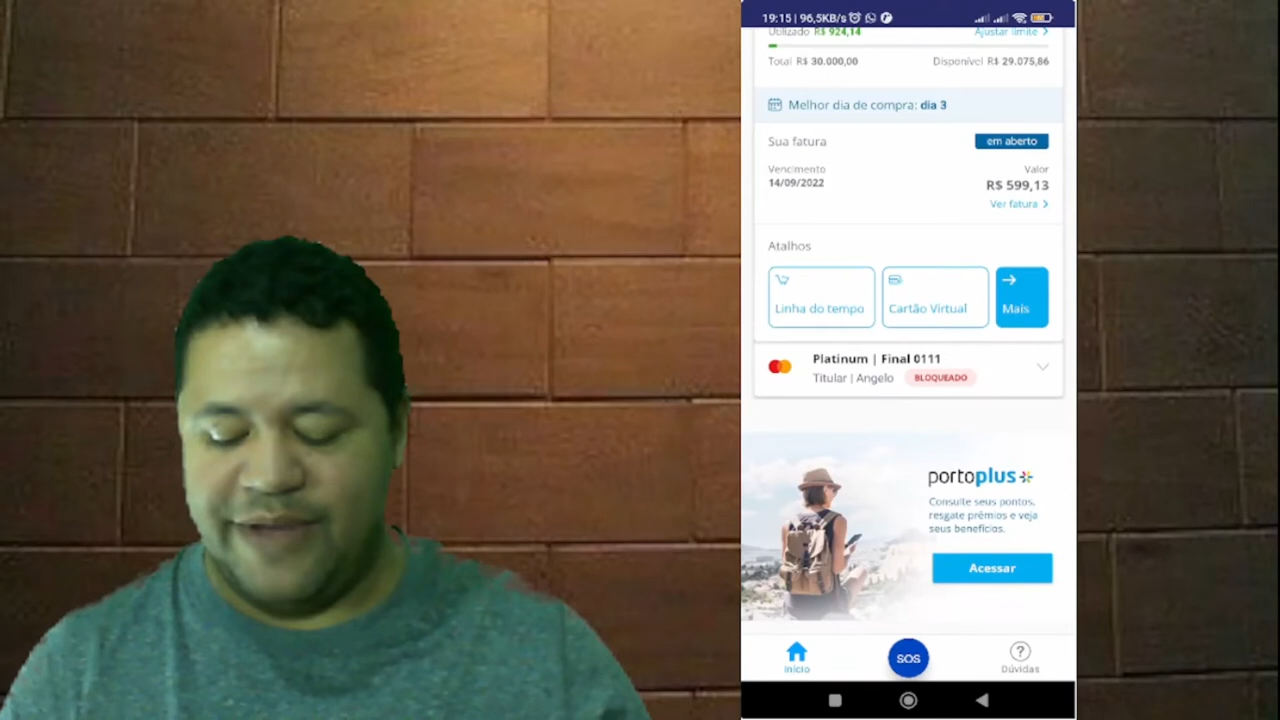 19:15 | 96,5KB/s
Utilizado R$ 924,14
Ajustar limite
Total R$ 30.000,00
Disponível R$ 29.075,86
Melhor dia de compra: dia 3
Sua fatura
em aberto
Vencimento
14/09/2022
Valor
R$ 599,13
Ver fatura
Atalhos
Linha do tempo
Cartão Virtual
Mais
Platinum | Final 0111
Titular | Angelo
BLOQUEADO
portoplus
Consulte seus pontos,
resgate prêmios e veja
seus benefícios.
Acessar
Início
SOS
Dúvidas